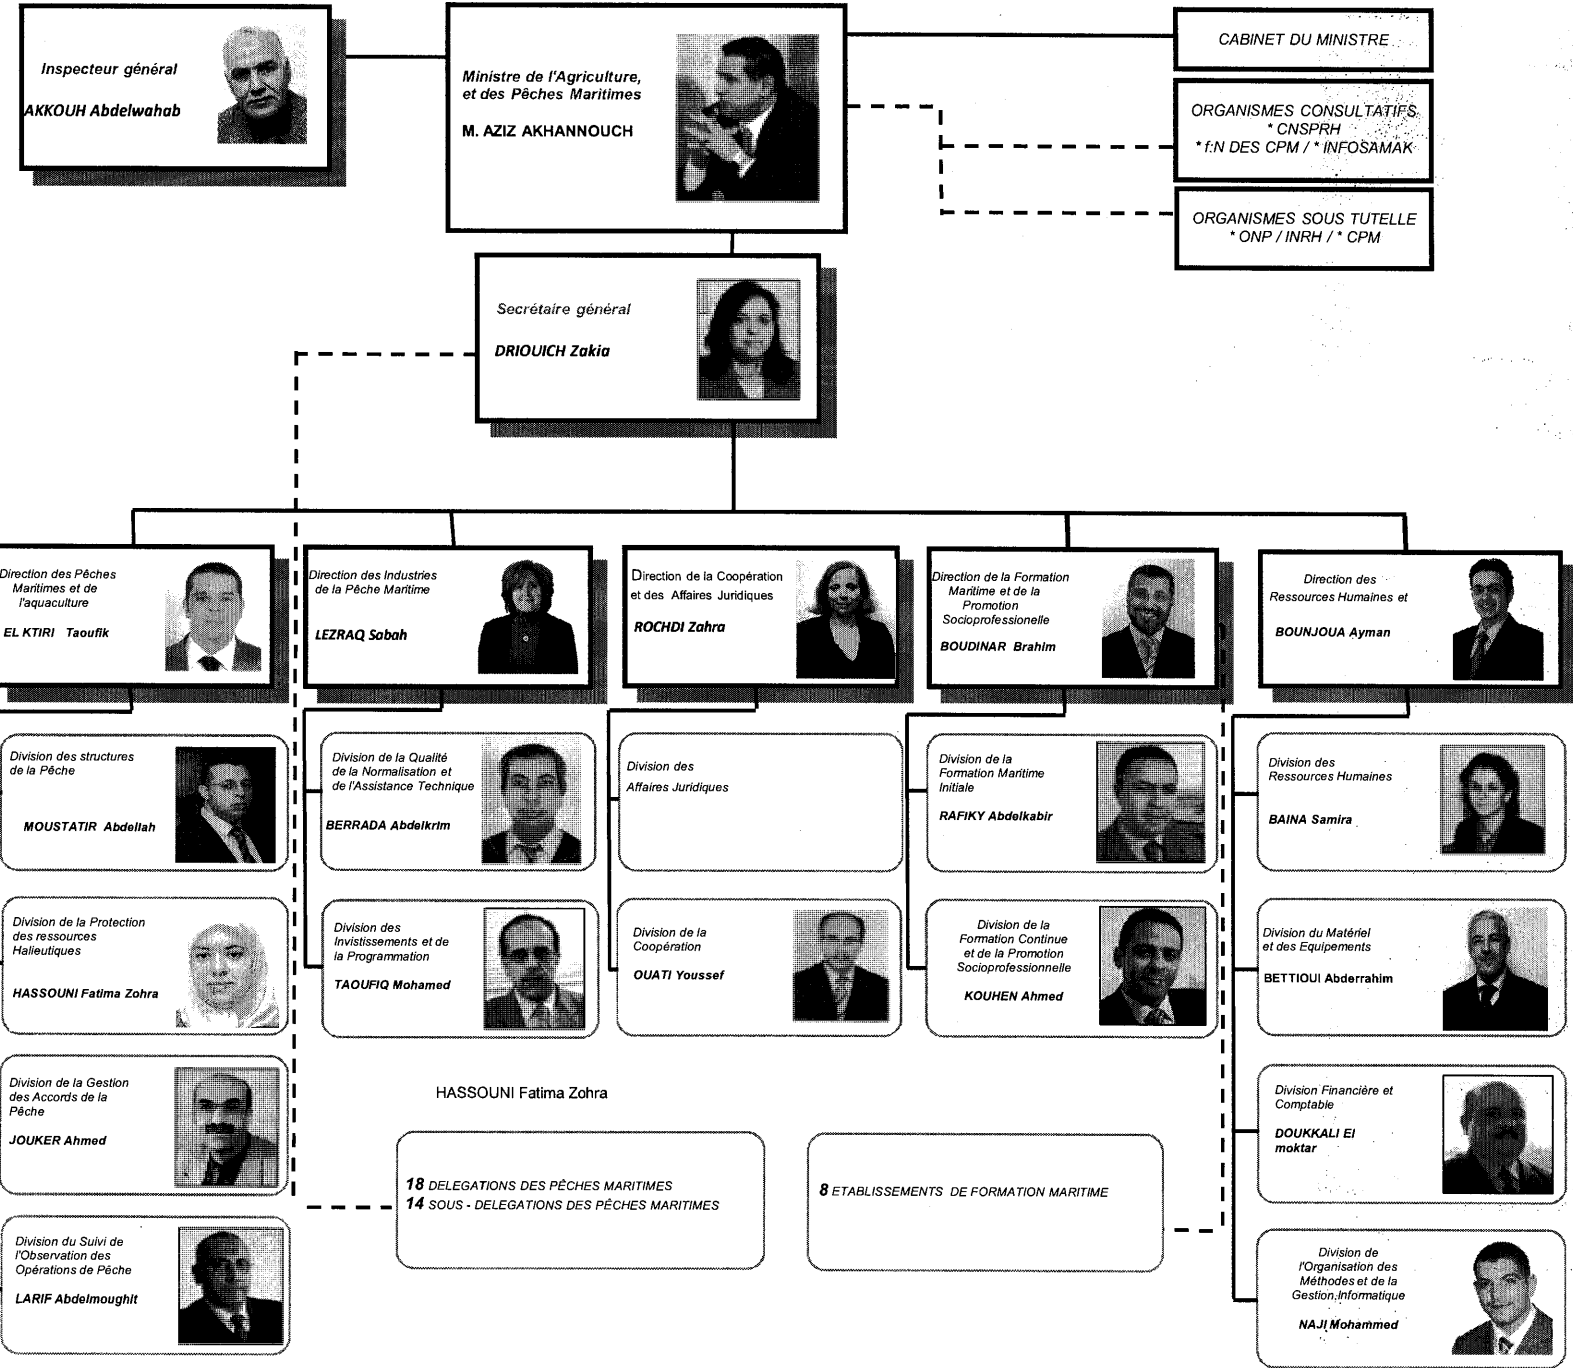 Inspecteur général
AKKOUH Abdelwahab
Ministre de l'Agriculture,
et des Pêches Maritimes
M. AZIZ AKHANNOUCH
CABINET DU MINISTRE
ORGANISMES CONSULTATIFS
* CNSPRH
* f:N DES CPM / * INFOSAMAK
ORGANISMES SOUS TUTELLE
* ONP / INRH / * CPM
Secrétaire général
DRIOUICH Zakia
Direction des Pêches
Maritimes et de
l'aquaculture
EL KTIRI Taoufik
Direction des Industries
de la Pêche Maritime
LEZRAQ Sabah
Direction de la Coopération
et des Affaires Juridiques
ROCHDI Zahra
Direction de la Formation
Maritime et de la
Promotion
Socioprofessionelle
BOUDINAR Brahim
Direction des
Ressources Humaines et
BOUNJOUA Ayman
Division des structures
de la Pêche
MOUSTATIR Abdellah
Division de la Qualité
de la Normalisation et
de l'Assistance Technique
BERRADA Abdelkrim
Division des
Affaires Juridiques
Division de la
Formation Maritime
Initiale
RAFIKY Abdelkabir
Division des
Ressources Humaines
BAINA Samira
Division de la Protection
des ressources
Halieutiques
HASSOUNI Fatima Zohra
Division des
Invistissements et de
la Programmation
TAOUFIQ Mohamed
Division de la
Coopération
OUATI Youssef
Division de la
Formation Continue
et de la Promotion
Socioprofessionnelle
KOUHEN Ahmed
Division du Matériel
et des Equipements
BETTIOUI Abderrahim
Division de la Gestion
des Accords de la
Pêche
JOUKER Ahmed
HASSOUNI Fatima Zohra
Division Financière et
Comptable
DOUKKALI El
moktar
18 DELEGATIONS DES PÊCHES MARITIMES
14 SOUS - DELEGATIONS DES PÊCHES MARITIMES
8 ETABLISSEMENTS DE FORMATION MARITIME
Division du Suivi de
l'Observation des
Opérations de Pêche
LARIF Abdelmoughit
Division de
l'Organisation des
Méthodes et de la
Gestion Informatique
NAJI Mohammed